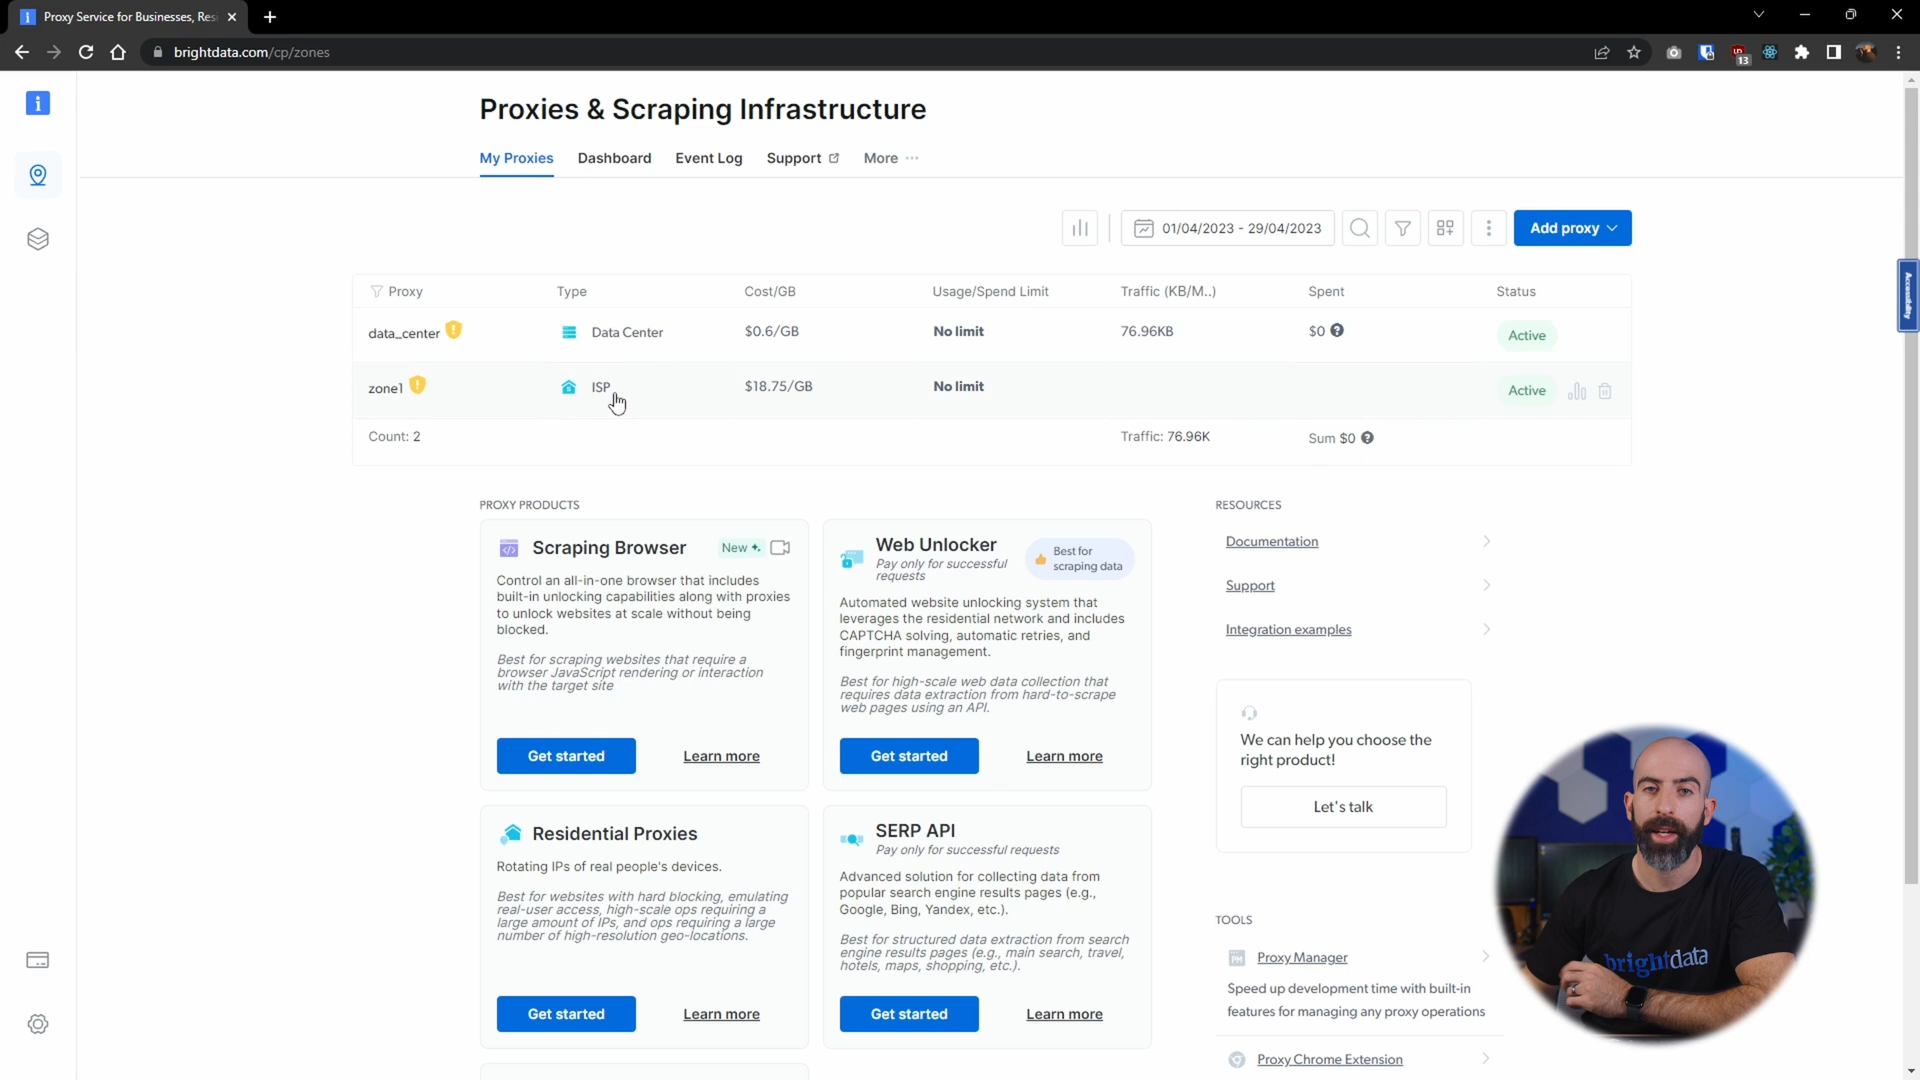 Proxy Service for Businesses, Res
brightdata.com/cp/zones
13
Proxies & Scraping Infrastructure
My Proxies
Dashboard
Event Log
Support
More
01/04/2023 - 29/04/2023
Add proxy
Accessibility
Proxy
Type
Cost/GB
Usage/Spend Limit
Traffic (KB/M..)
Spent
Status
data_center
Data Center
$0.6/GB
No limit
76.96KB
$0
Active
zone1
ISP
$18.75/GB
No limit
Active
Count: 2
Traffic: 76.96K
Sum $0
PROXY PRODUCTS
Scraping Browser
New
Control an all-in-one browser that includes
built-in unlocking capabilities along with proxies
to unlock websites at scale without being
blocked.
Best for scraping websites that require a
browser JavaScript rendering or interaction
with the target site
Get started
Learn more
Web Unlocker
Pay only for successful
requests
Best for
scraping data
Automated website unlocking system that
leverages the residential network and includes
CAPTCHA solving, automatic retries, and
fingerprint management.
Best for high-scale web data collection that
requires data extraction from hard-to-scrape
web pages using an API.
Get started
Learn more
Residential Proxies
Rotating IPs of real people's devices.
Best for websites with hard blocking, emulating
real-user access, high-scale ops requiring a
large amount of IPs, and ops requiring a large
number of high-resolution geo-locations.
Get started
Learn more
SERP API
Pay only for successful requests
Advanced solution for collecting data from
popular search engine results pages (e.g.,
Google, Bing, Yandex, etc.).
Best for structured data extraction from search
engine results pages (e.g., main search, travel,
hotels, maps, shopping, etc.).
Get started
Learn more
RESOURCES
Documentation
Support
Integration examples
We can help you choose the
right product!
Let's talk
TOOLS
PM
Proxy Manager
Speed up development time with built-in
features for managing any proxy operations
Proxy Chrome Extension
brightdata